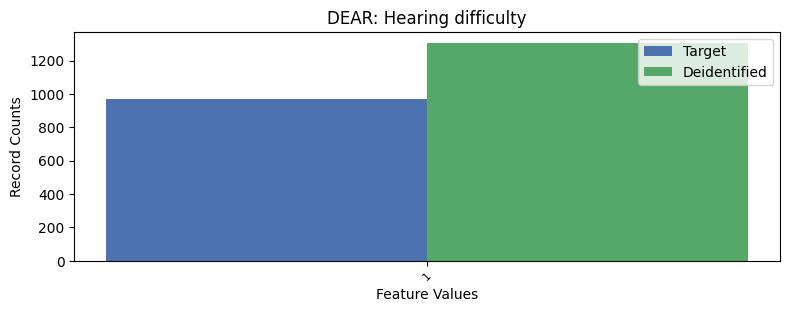 DEAR: Hearing difficulty
Target
Deidentified
1200
1000
800
600
400
200
0
Record Counts
1
Feature Values